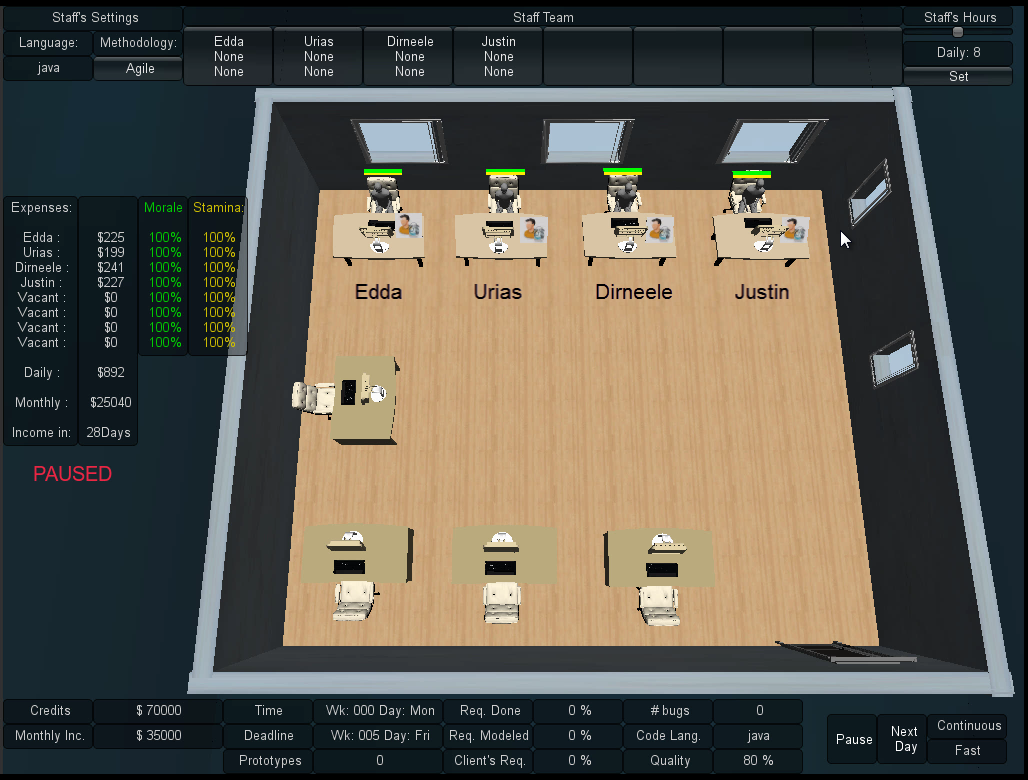 Staff's Settings
Staff Team
Staff's Hours
Language:
Methodology:
java
Agile
Edda
None
None
Urias
None
None
Dirneele
None
None
Justin
None
None
Daily: 8
Set
Expenses:
Morale
Stamina:
Edda : $225 100% 100%
Urias : $199 100% 100%
Dirneele : $241 100% 100%
Justin : $227 100% 100%
Vacant : $0 100% 100%
Vacant : $0 100% 100%
Vacant : $0 100% 100%
Vacant : $0 100% 100%
Daily : $892
Monthly : $25040
Income in: 28Days
PAUSED
Edda
Urias
Dirneele
Justin
Credits $ 70000 Time Wk: 000 Day: Mon Req. Done 0 % # bugs 0
Monthly Inc. $ 35000 Deadline Wk: 005 Day: Fri Req. Modeled 0 % Code Lang. java
Prototypes 0 Client's Req. 0 % Quality 80 %
Pause
Next
Day
Continuous
Fast